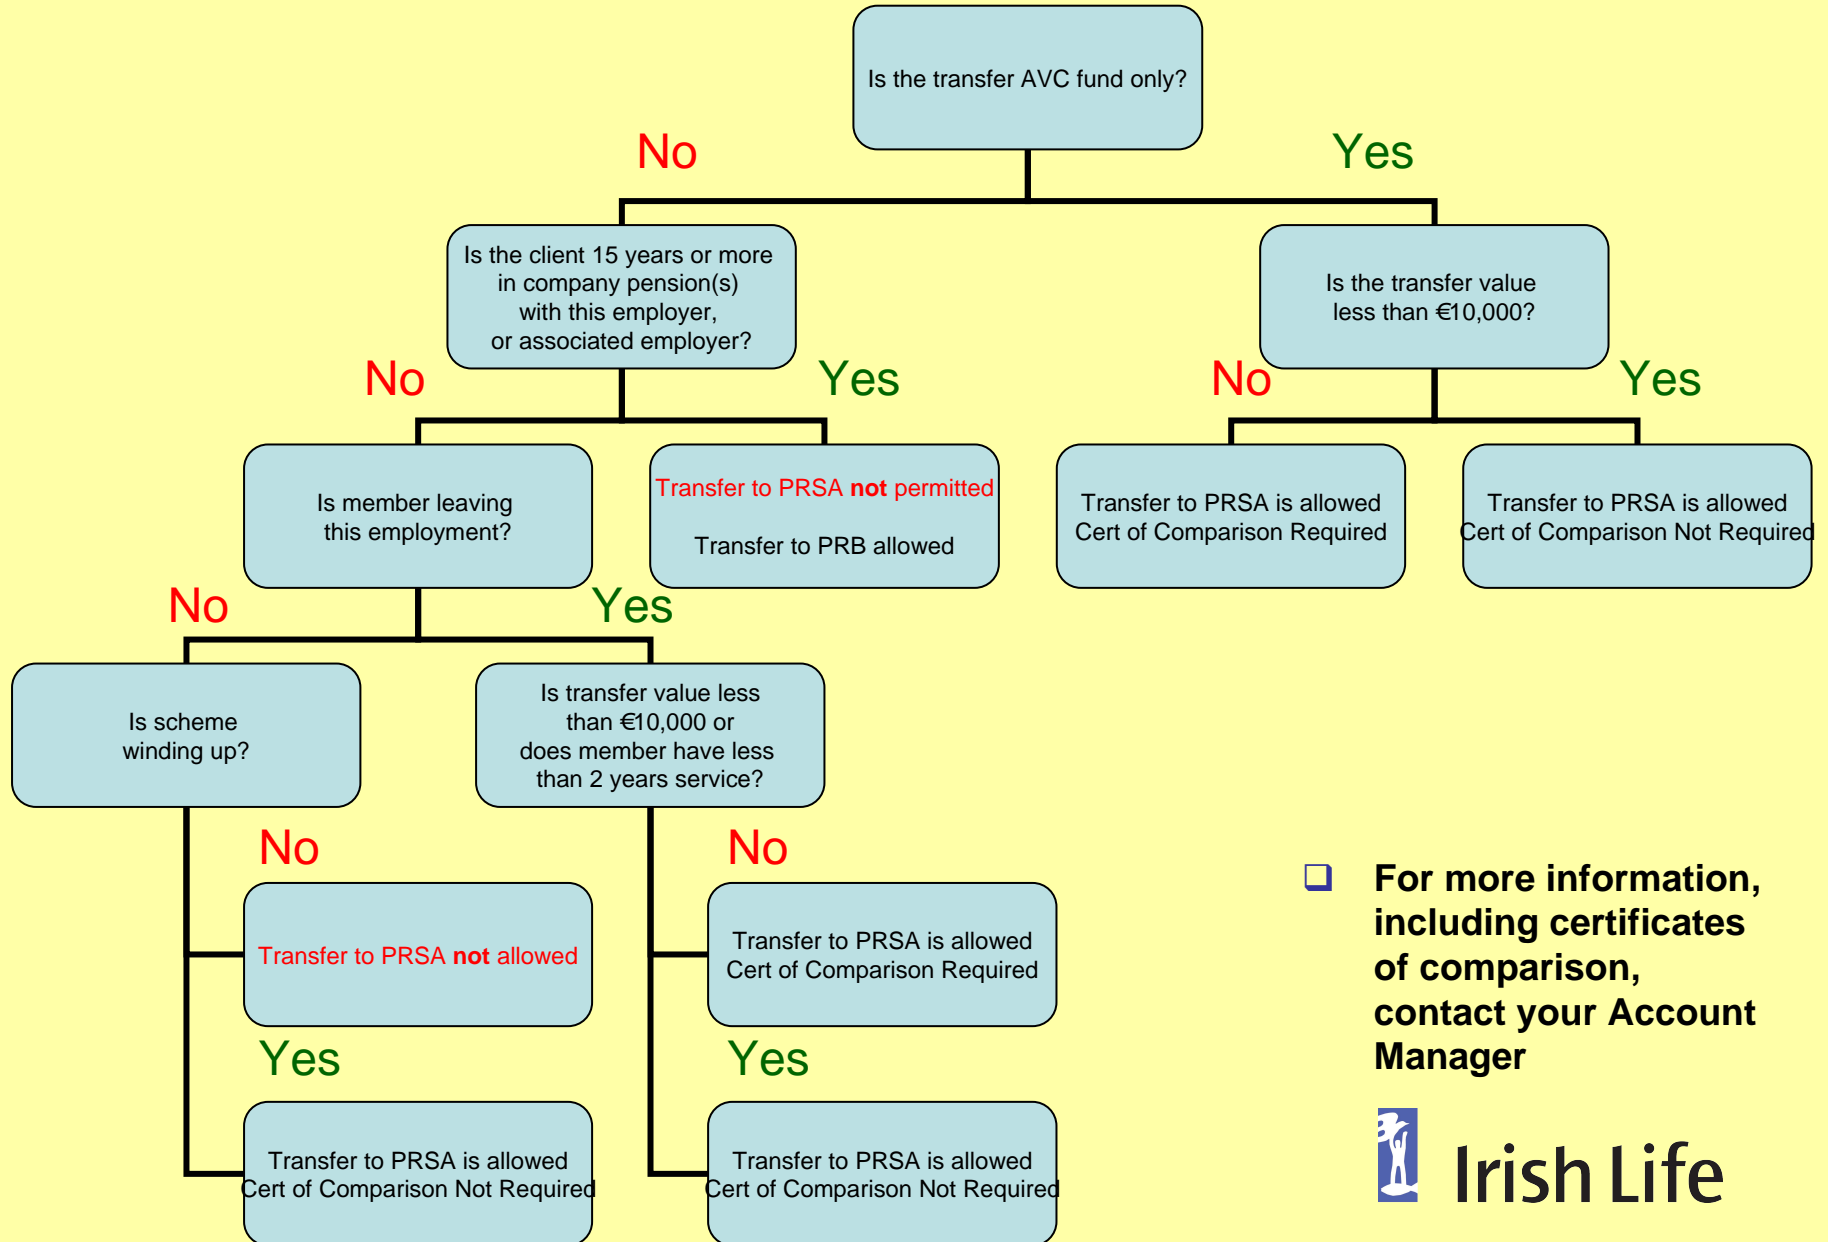 Is the transfer AVC fund only?
No
Yes
Is the client 15 years or more
in company pension(s)
with this employer,
or associated employer?
Is the transfer value
less than €10,000?
No
Yes
No
Yes
Is member leaving
this employment?
Transfer to PRSA not permitted
Transfer to PRB allowed
Transfer to PRSA is allowed
Cert of Comparison Required
Transfer to PRSA is allowed
Cert of Comparison Not Required
No
Yes
Is scheme
winding up?
Is transfer value less
than €10,000 or
does member have less
than 2 years service?
No
No
Transfer to PRSA not allowed
Transfer to PRSA is allowed
Cert of Comparison Required
Yes
Yes
Transfer to PRSA is allowed
Cert of Comparison Not Required
Transfer to PRSA is allowed
Cert of Comparison Not Required
For more information,
including certificates
of comparison,
contact your Account
Manager
Irish Life